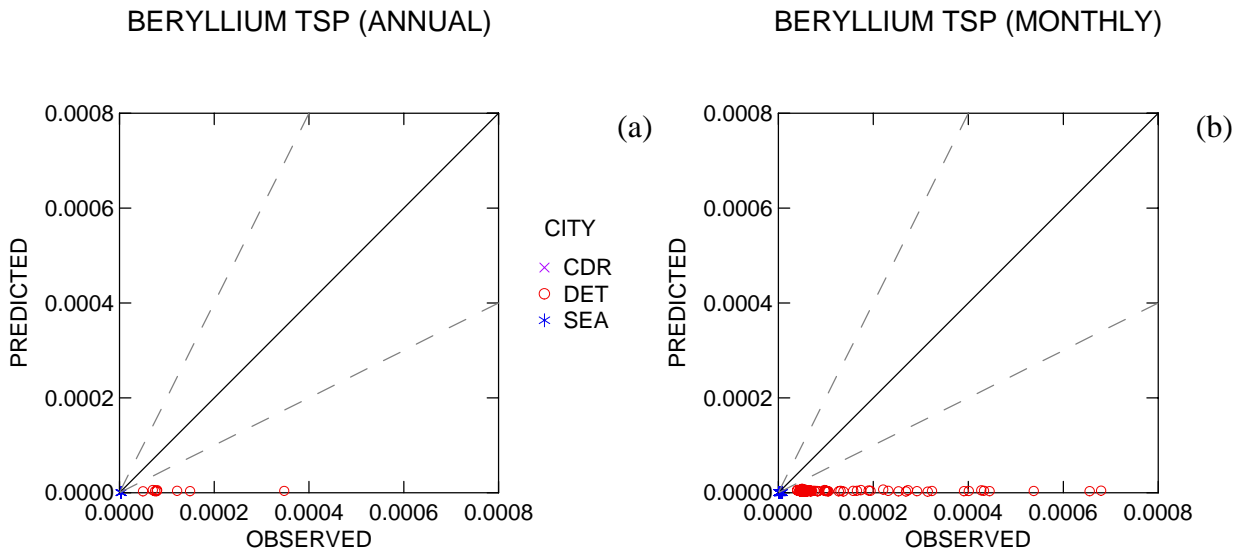 BERYLLIUM TSP (ANNUAL)
0.0008
0.0006
0.0004
0.0002
0.0000
PREDICTED
0.0000 0.0002 0.0004 0.0006 0.0008
OBSERVED
(a)
CITY
CDR
DET
SEA
BERYLLIUM TSP (MONTHLY)
0.0008
0.0006
0.0004
0.0002
0.0000
PREDICTED
0.0000 0.0002 0.0004 0.0006 0.0008
OBSERVED
(b)